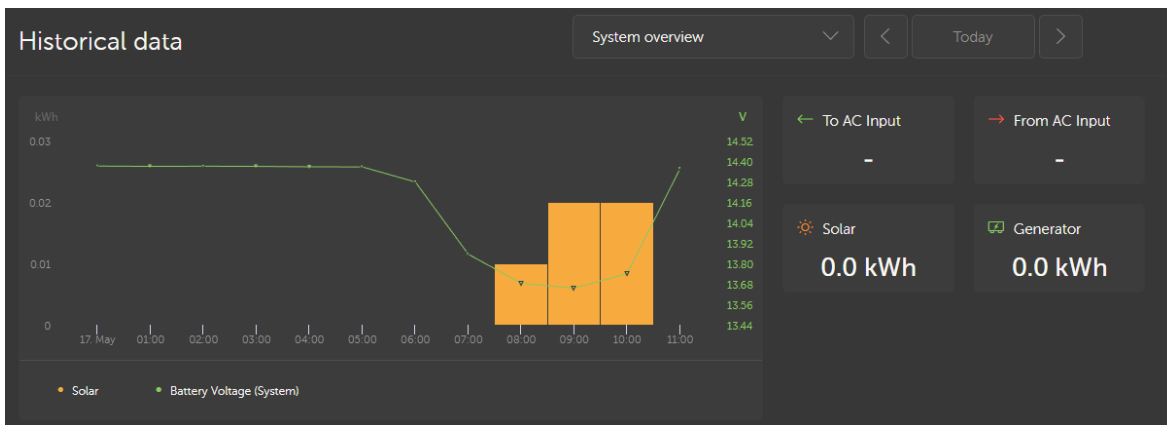 Historical data
System overview
Today
kWh
V
0.03
14.52
14.40
14.28
0.02
14.16
14.04
13.92
0.01
13.80
13.68
13.56
0
13.44
17. May 01:00 02:00 03:00 04:00 05:00 06:00 07:00 08:00 09:00 10:00 11:00
Solar Battery Voltage (System)
To AC Input
-
From AC Input
-
Solar
0.0 kWh
Generator
0.0 kWh